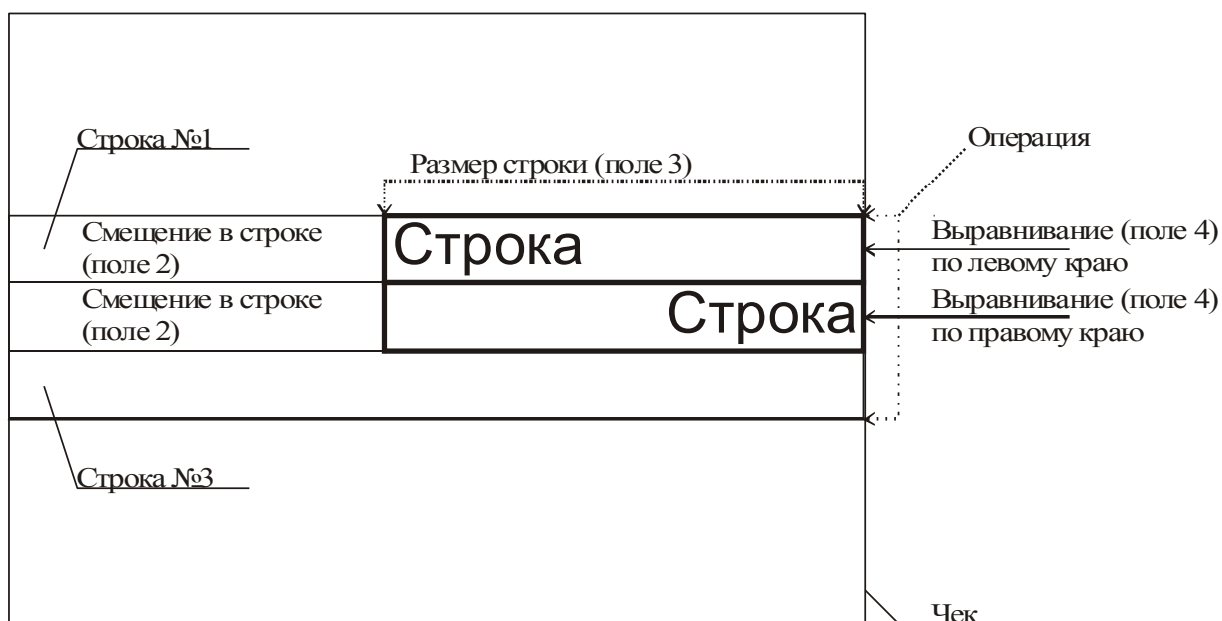 Строка №1
Операция
Размер строки (поле 3)
Смещение в строке
(поле 2)
Строка
Выравнивание (поле 4)
по левому краю
Смещение в строке
(поле 2)
Строка
Выравнивание (поле 4)
по правому краю
Строка №3
Чек